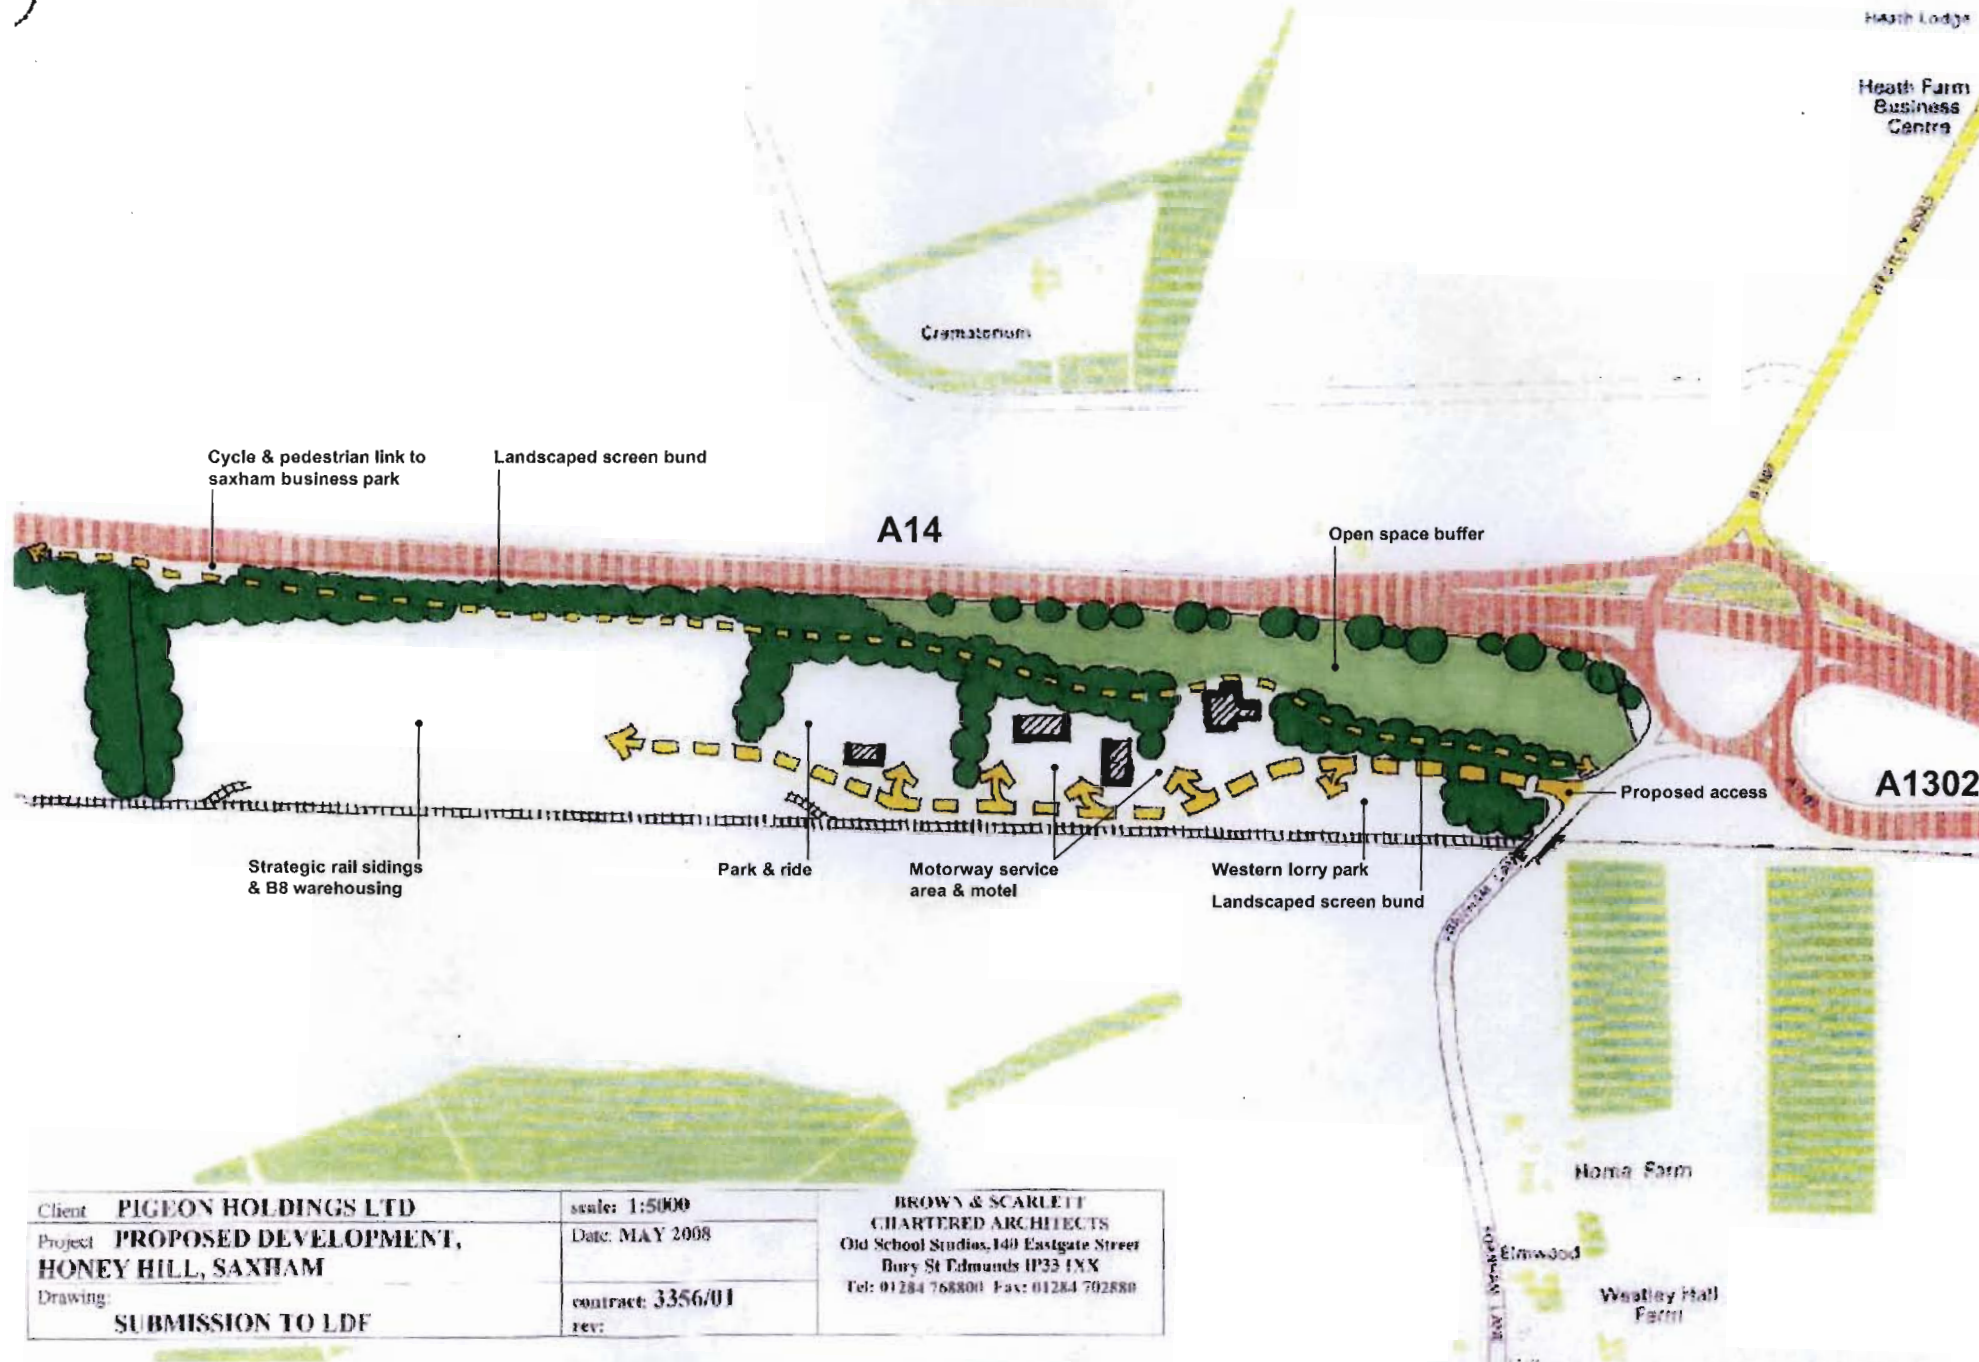 Heath Lodge
Heath Farm
Business
Centre
Crematorium
Cycle & pedestrian link to
saxham business park
Landscaped screen bund
A14
Open space buffer
A1302
Proposed access
Strategic rail sidings
& B8 warehousing
Park & ride
Motorway service
area & motel
Western lorry park
Landscaped screen bund
Home Farm
Elmwood
Westley Hall
Farm
Client PIGEON HOLDINGS LTD
Project PROPOSED DEVELOPMENT,
HONEY HILL, SAXHAM
Drawing:
SUBMISSION TO LDF
scale: 1:5000
Date: MAY 2008
contract: 3356/01
rev:
BROWN & SCARLETT
CHARTERED ARCHITECTS
Old School Studios,140 Eastgate Street
Bury St Edmunds IP33 1XX
Tel: 01284 768800 Fax: 01284 702880